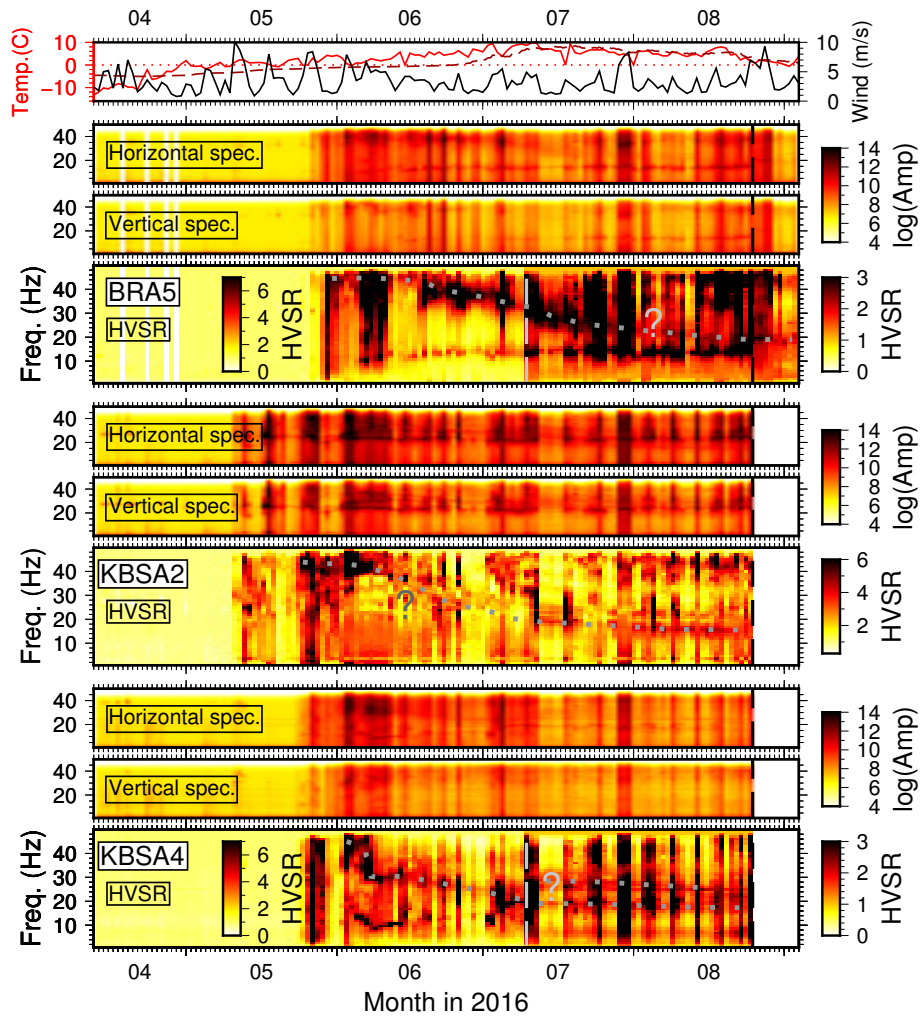 04 05 06 07 08
Temp.(C)
10
0
−10
10
5
0
Wind (m/s)
40
20
Horizontal spec.
14
12
10
8
6
4
log(Amp)
40
20
Vertical spec.
Freq. (Hz)
40
30
20
10
BRA5
HVSR
6
4
2
0
HVSR
?
3
2
1
0
HVSR
40
20
Horizontal spec.
14
12
10
8
6
4
log(Amp)
40
20
Vertical spec.
Freq. (Hz)
40
30
20
10
KBSA2
HVSR
?
6
4
2
HVSR
40
20
Horizontal spec.
14
12
10
8
6
4
log(Amp)
40
20
Vertical spec.
Freq. (Hz)
40
30
20
10
KBSA4
HVSR
6
4
2
0
HVSR
?
3
2
1
0
HVSR
04 05 06 07 08
Month in 2016